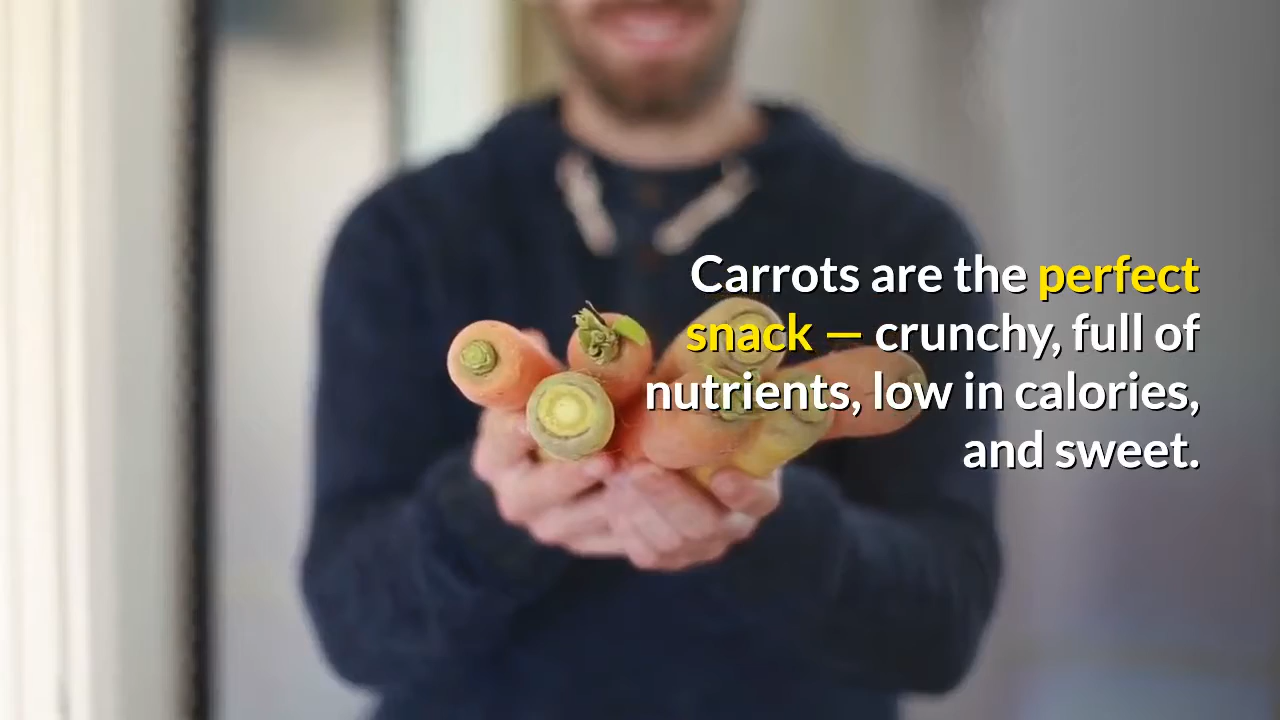 Carrots are the perfect
snack — crunchy, full of
nutrients, low in calories,
and sweet.